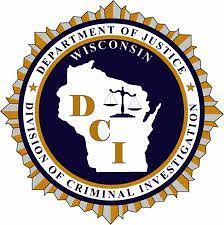 DEPARTMENT OF JUSTICE
WISCONSIN
D
C
I
DIVISION OF CRIMINAL INVESTIGATION